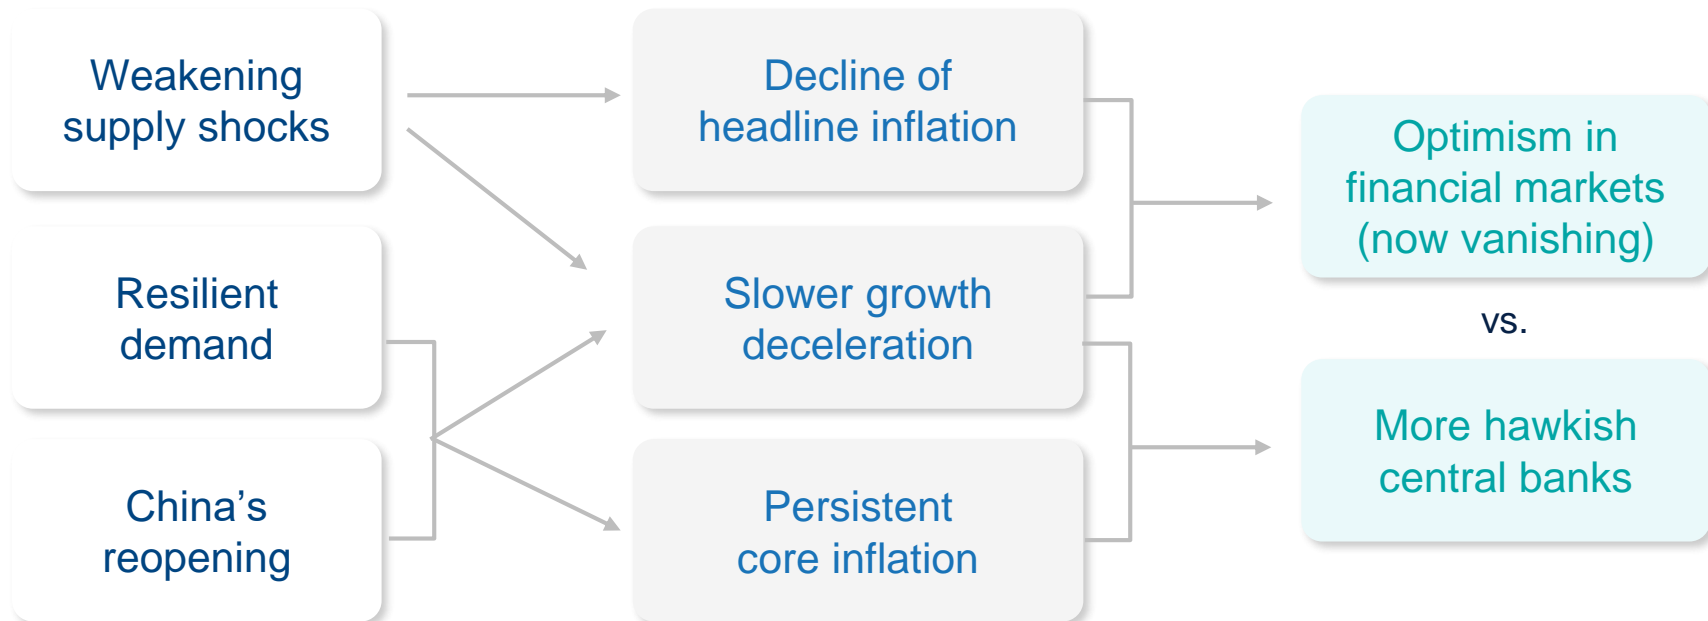 Weakening
supply shocks
Resilient
demand
China’s
reopening
Decline of
headline inflation
Slower growth
deceleration
Persistent
core inflation
Optimism in
financial markets
(now vanishing)
vs.
More hawkish
central banks